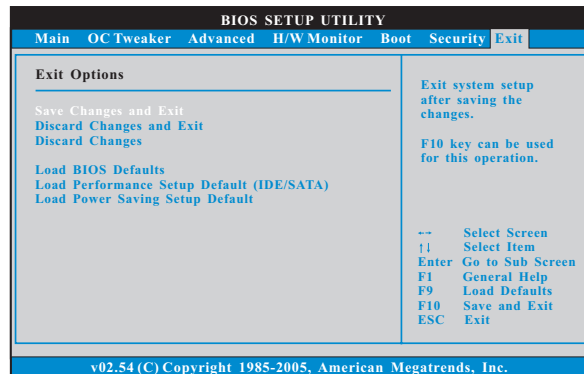 BIOS SETUP UTILITY
Main OC Tweaker Advanced H/W Monitor Boot Security Exit
Exit Options
Save Changes and Exit
Discard Changes and Exit
Discard Changes
Load BIOS Defaults
Load Performance Setup Default (IDE/SATA)
Load Power Saving Setup Default
Exit system setup
after saving the
changes.
F10 key can be used
for this operation.
←→ Select Screen
↑↓ Select Item
Enter Go to Sub Screen
F1 General Help
F9 Load Defaults
F10 Save and Exit
ESC Exit
v02.54 (C) Copyright 1985-2005, American Megatrends, Inc.